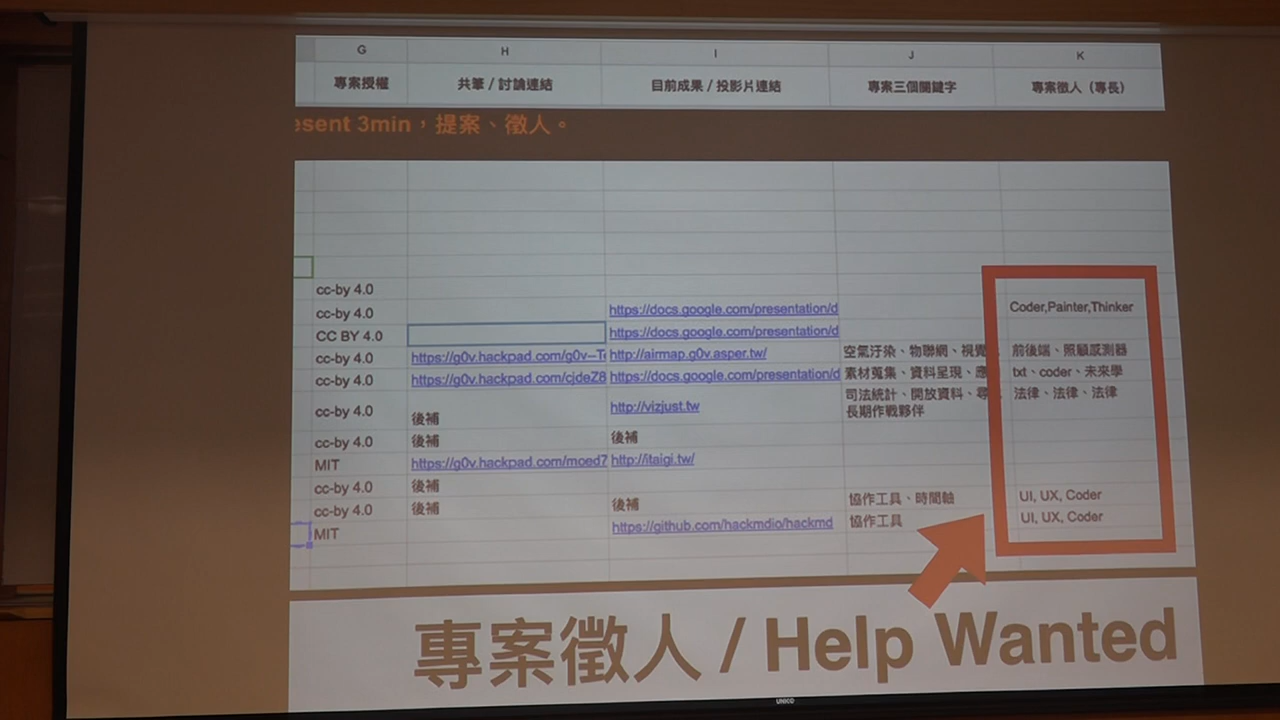 G H I J K
專案授權 共筆 / 討論連結 目前成果 / 投影片連結 專案三個關鍵字 專案徵人（專長）
esent 3min，提案、徵人。
cc-by 4.0
cc-by 4.0 https://docs.google.com/presentation/d Coder,Painter,Thinker
CC BY 4.0 https://docs.google.com/presentation/d
cc-by 4.0 https://g0v.hackpad.com/g0v--T http://airmap.g0v.asper.tw/ 空氣汙染、物聯網、視覺 前後端、照顧感測器
cc-by 4.0 https://g0v.hackpad.com/cjdeZ8 https://docs.google.com/presentation/d 素材蒐集、資料呈現、應 txt、coder、未來學
cc-by 4.0 後補 http://vizjust.tw 司法統計、開放資料、尋 法律、法律、法律
長期作戰夥伴
cc-by 4.0 後補 後補
MIT https://g0v.hackpad.com/moed7 http://itaigi.tw/
cc-by 4.0 後補
cc-by 4.0 後補 後補 協作工具、時間軸 UI, UX, Coder
MIT https://github.com/hackmdio/hackmd 協作工具 UI, UX, Coder
專案徵人 / Help Wanted
UNICO